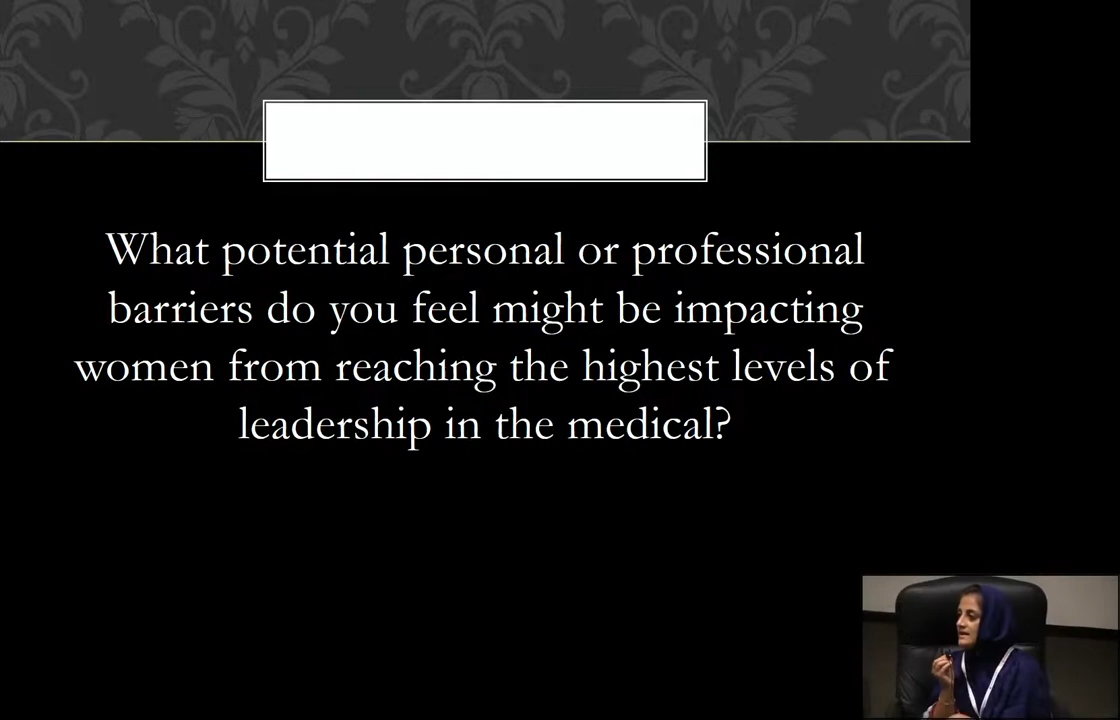 What potential personal or professional
barriers do you feel might be impacting
women from reaching the highest levels of
leadership in the medical?